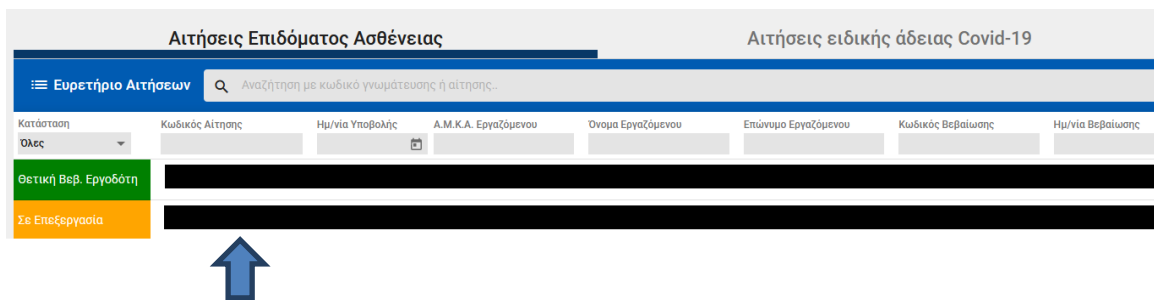 Αιτήσεις Επιδόματος Ασθένειας Αιτήσεις ειδικής άδειας Covid-19
Ευρετήριο Αιτήσεων Αναζήτηση με κωδικό γνωμάτευσης ή αίτησης..
Κατάσταση Κωδικός Αίτησης Ημ/νία Υποβολής Α.Μ.Κ.Α. Εργαζόμενου Όνομα Εργαζόμενου Επώνυμο Εργαζόμενου Κωδικός Βεβαίωσης Ημ/νία Βεβαίωσης
Όλες
Θετική Βεβ. Εργοδότη
Σε Επεξεργασία